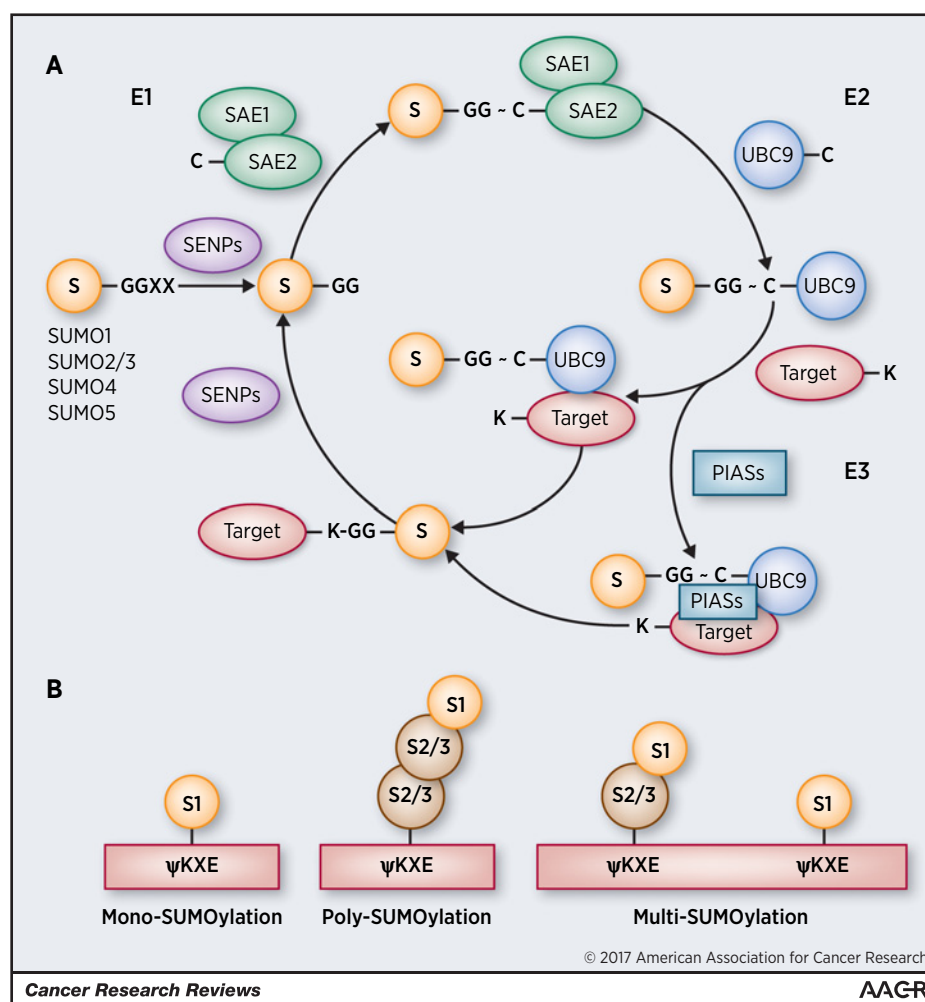 A
E1
SAE1
C
SAE2
S
GG ~ C
SAE1
SAE2
E2
UBC9
C
SENPs
S
GGXX
S
GG
SUMO1
SUMO2/3
SUMO4
SUMO5
S
GG ~ C
UBC9
S
GG ~ C
UBC9
Target
K
SENPs
K
Target
PIASs
E3
Target
K-GG
S
S
GG ~ C
UBC9
PIASs
K
Target
B
S1
ψKXE
Mono-SUMOylation
S1
S2/3
S2/3
ψKXE
Poly-SUMOylation
S1
S2/3
S1
ψKXE
ψKXE
Multi-SUMOylation
© 2017 American Association for Cancer Research
Cancer Research Reviews
AACR